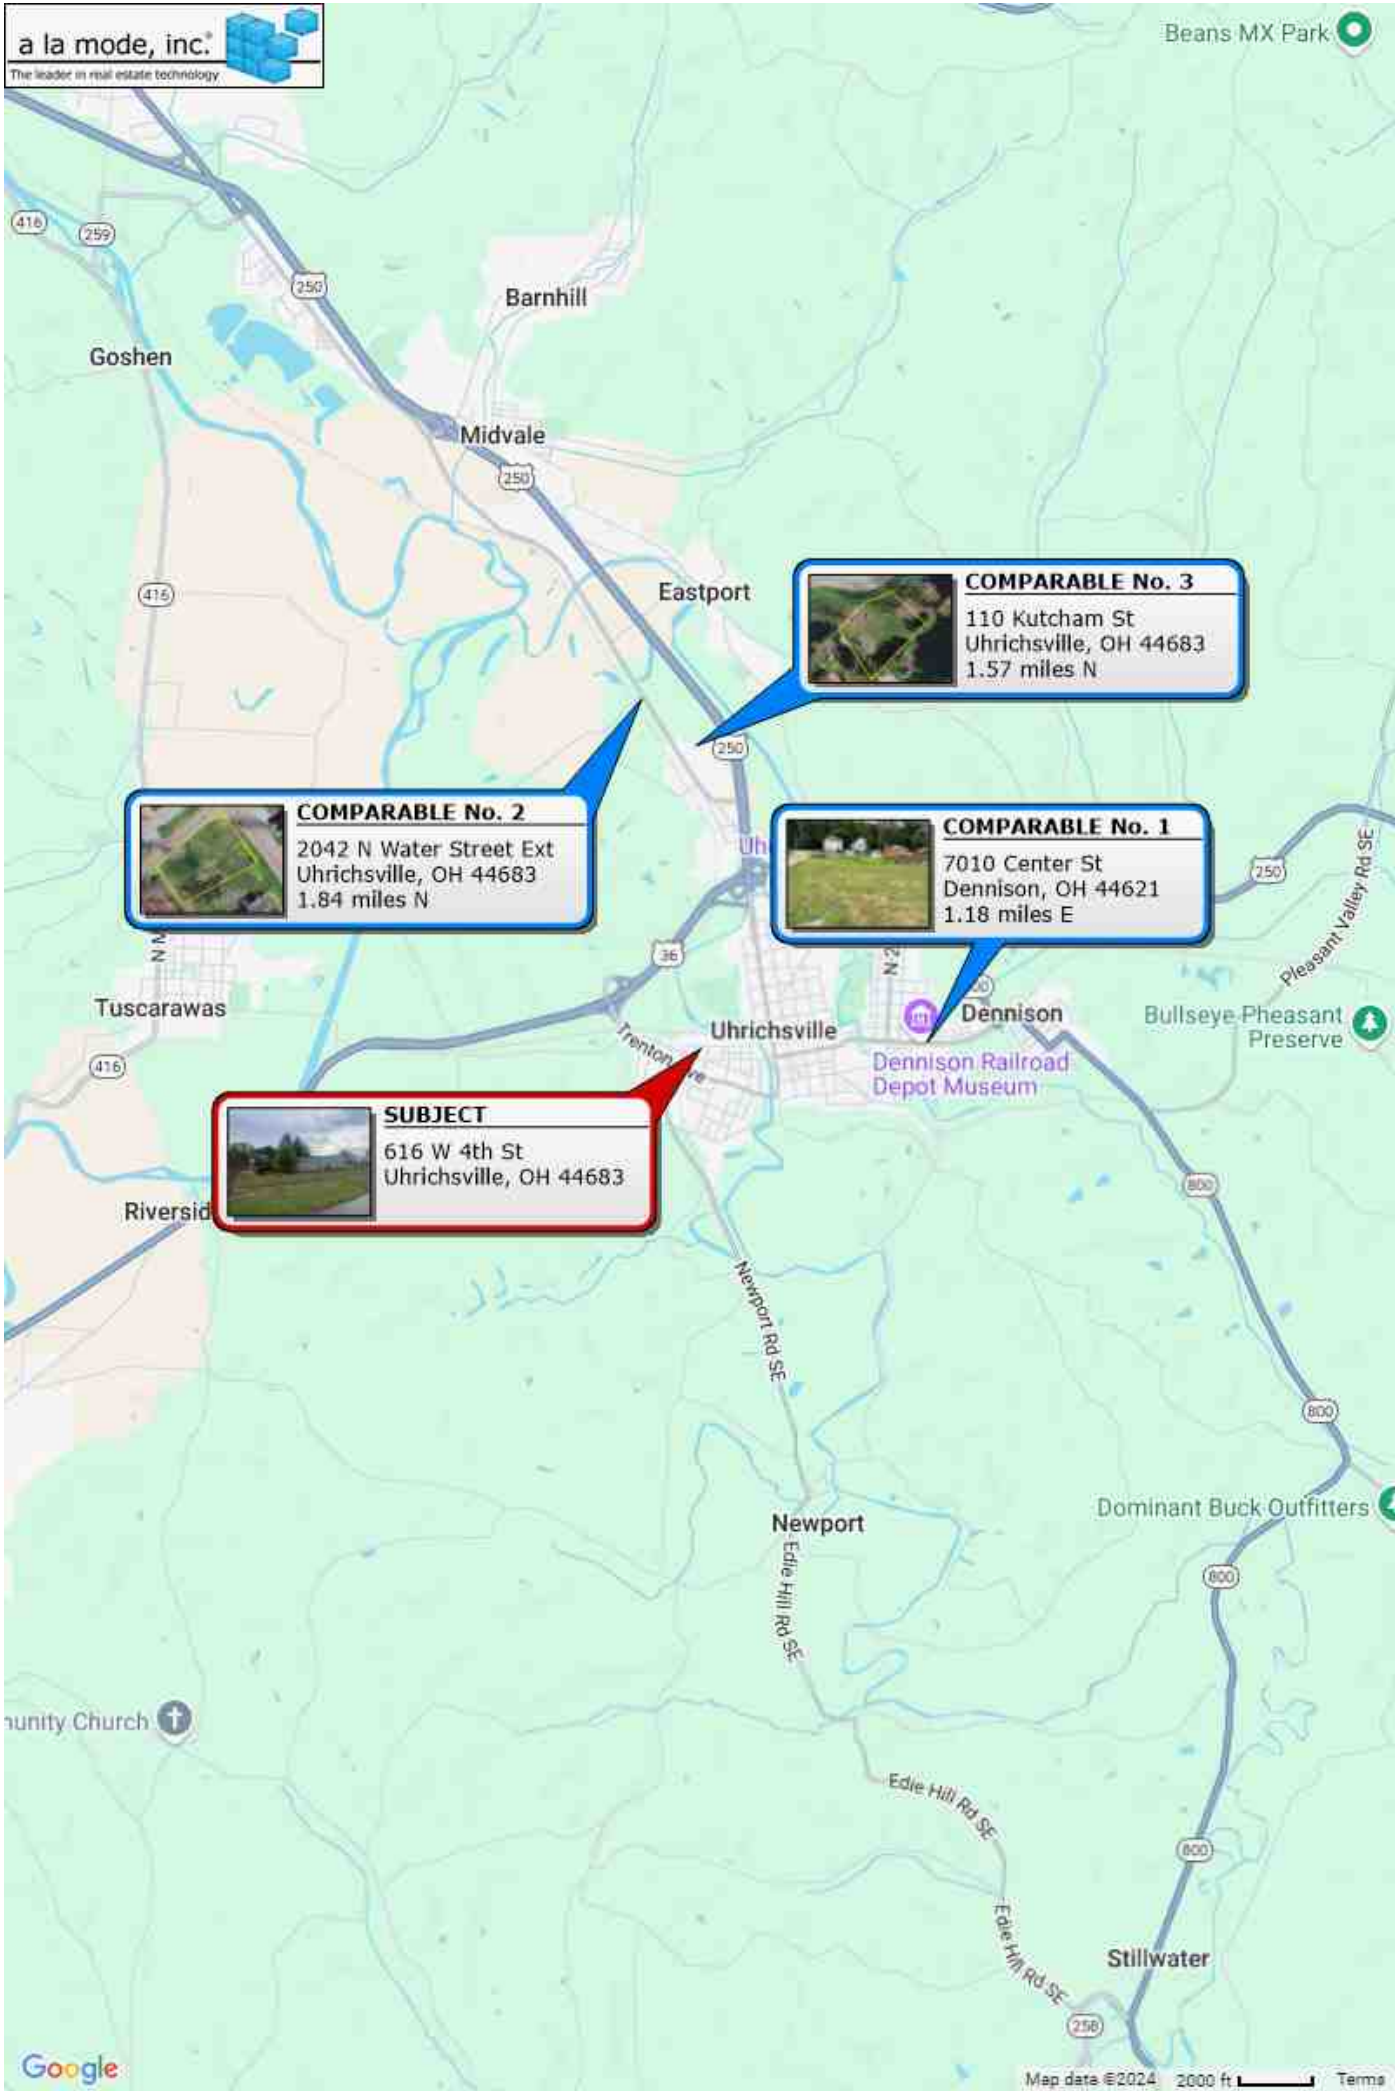 a la mode, inc.
The leader in real estate technology
Beans MX Park
416
259
250
Barnhill
Goshen
Midvale
250
416
Eastport
COMPARABLE No. 3
110 Kutcham St
Uhrichsville, OH 44683
1.57 miles N
250
COMPARABLE No. 2
2042 N Water Street Ext
Uhrichsville, OH 44683
1.84 miles N
Uh
COMPARABLE No. 1
7010 Center St
Dennison, OH 44621
1.18 miles E
250
Pleasant Valley Rd SE
36
Tuscarawas
Uhrichsville
Dennison
Bullseye Pheasant
Preserve
Dennison Railroad
Depot Museum
Trenton
416
SUBJECT
616 W 4th St
Uhrichsville, OH 44683
Riversid
800
Newport Rd SE
800
Dominant Buck Outfitters
Newport
Edie Hill Rd SE
800
nunity Church
Edie Hill Rd SE
800
Edie Hill Rd SE
Stillwater
258
Google
Map data ©2024 2000 ft Terms